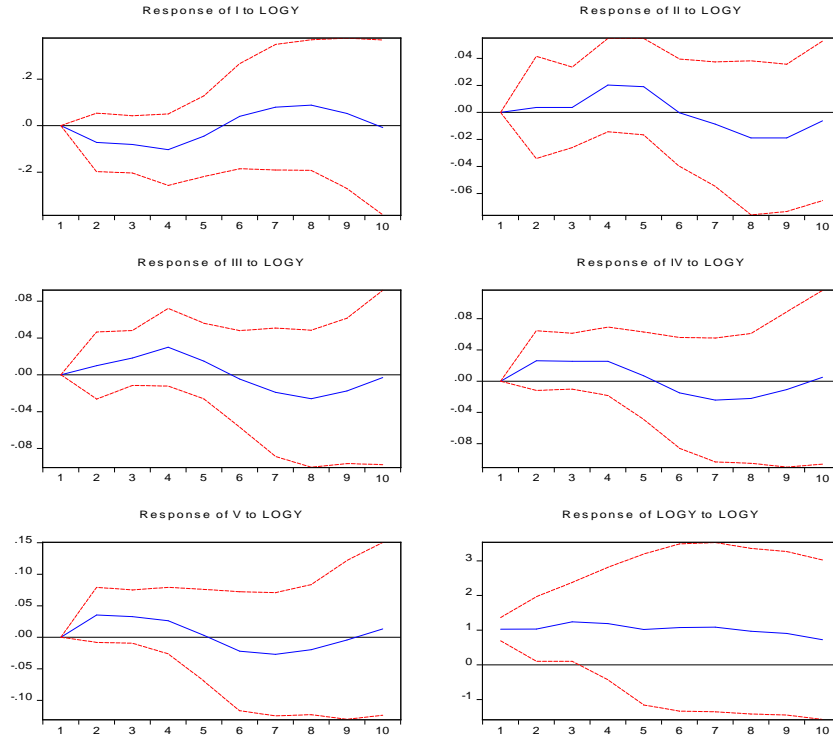 Response of I to LOGY
.2
.0
-.2
1 2 3 4 5 6 7 8 9 10
Response of II to LOGY
.04
.02
.00
-.02
-.04
-.06
1 2 3 4 5 6 7 8 9 10
Response of III to LOGY
.08
.04
.00
-.04
-.08
1 2 3 4 5 6 7 8 9 10
Response of IV to LOGY
.08
.04
.00
-.04
-.08
1 2 3 4 5 6 7 8 9 10
Response of V to LOGY
.15
.10
.05
.00
-.05
-.10
1 2 3 4 5 6 7 8 9 10
Response of LOGY to LOGY
3
2
1
0
-1
1 2 3 4 5 6 7 8 9 10